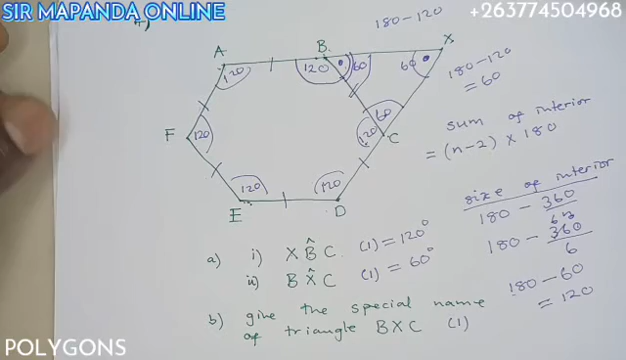 SIR MAPANDA ONLINE
+263774504968
180-120
A
B
X
120
120
60
60
180-120
= 60
F
120
60
120
C
120
120
E
D
sum of interior
= (n-2) x 180
size of interior
180 - 360
180 - 360
6
180-60
= 120
a) i) XB̂C (1) = 120°
ii) BX̂C (1) = 60°
b) give the special name
of triangle BXC (1)
POLYGONS